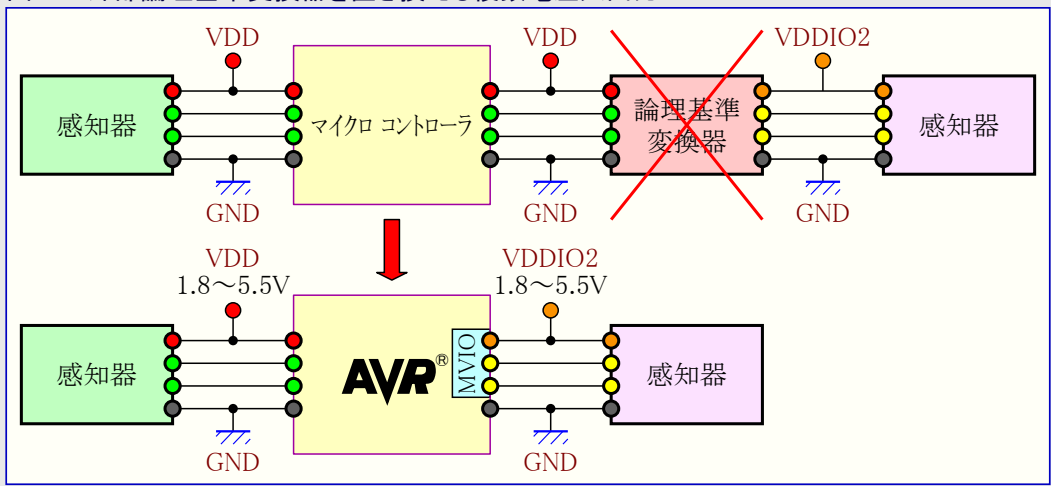 VDD
VDD
VDDIO2
感知器
マイクロ コントローラ
論理基準
変換器
感知器
GND
GND
GND
VDD
1.8～5.5V
VDDIO2
1.8～5.5V
感知器
AVR®
MVIO
感知器
GND
GND